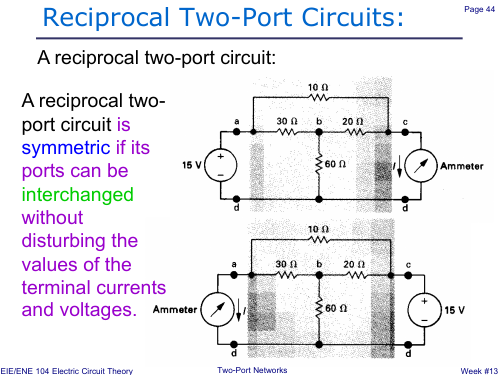 Page 44
Reciprocal Two-Port Circuits:
A reciprocal two-port circuit:
A reciprocal two-
port circuit is
symmetric if its
ports can be
interchanged
without
disturbing the
values of the
terminal currents
and voltages.
10 Ω
a 30 Ω b 20 Ω c
15 V + − 60 Ω I Ammeter
d d
10 Ω
a 30 Ω b 20 Ω c
Ammeter I 60 Ω + − 15 V
d d
EIE/ENE 104 Electric Circuit Theory
Two-Port Networks
Week #13